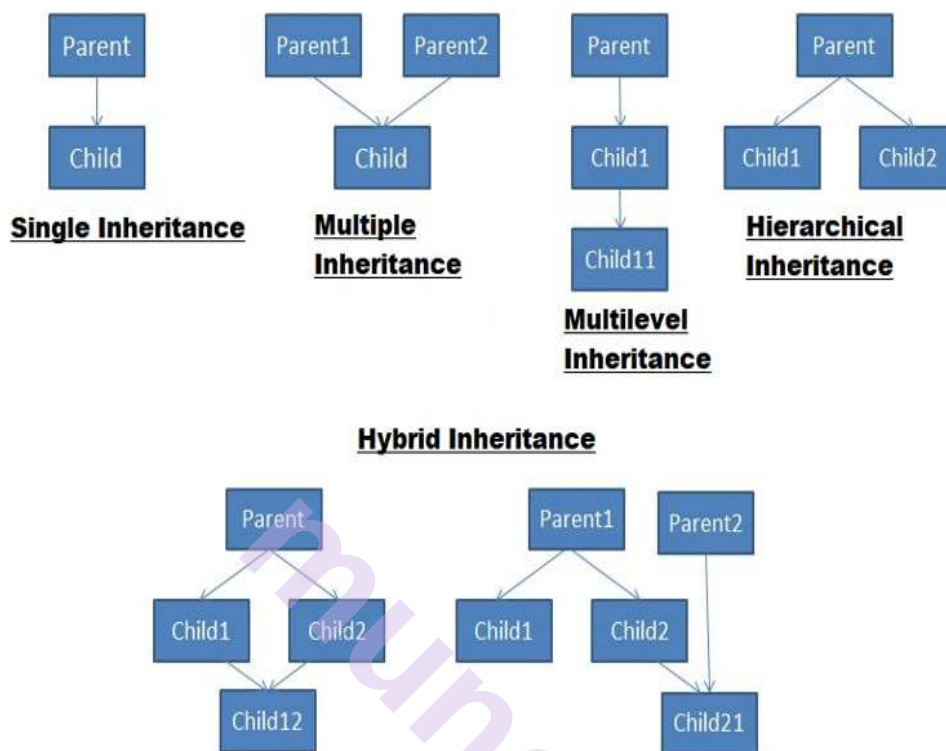 Parent
Parent1 Parent2
Parent
Parent
Child
Child
Child1
Child1 Child2
Single Inheritance
Multiple
Inheritance
Child11
Hierarchical
Inheritance
Multilevel
Inheritance
Hybrid Inheritance
Parent
Parent1
Parent2
Child1 Child2
Child1 Child2
Child12
Child21